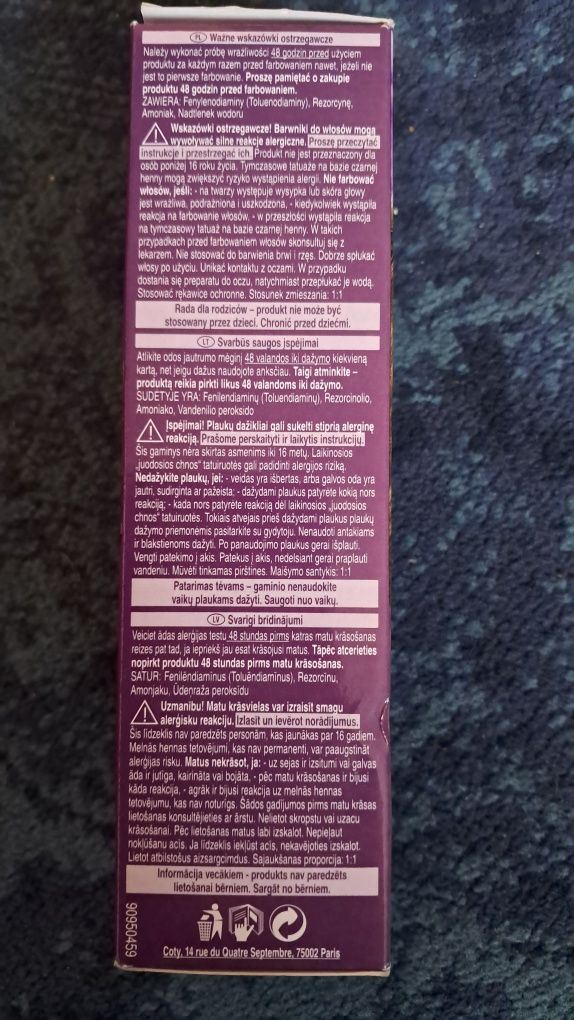 PL Ważne wskazówki ostrzegawcze
Należy wykonać próbę wrażliwości 48 godzin przed użyciem
produktu za każdym razem przed farbowaniem nawet, jeżeli nie
jest to pierwsze farbowanie. Proszę pamiętać o zakupie
produktu 48 godzin przed farbowaniem.
ZAWIERA: Fenylenodiaminy (Toluenodiaminy), Rezorcynę,
Amoniak, Nadtlenek wodoru
Wskazówki ostrzegawcze! Barwniki do włosów mogą
wywoływać silne reakcje alergiczne. Proszę przeczytać
instrukcje i przestrzegać ich. Produkt nie jest przeznaczony dla
osób poniżej 16 roku życia. Tymczasowe tatuaże na bazie czarnej
henny mogą zwiększyć ryzyko wystąpienia alergii. Nie farbować
włosów, jeśli: - na twarzy występuje wysypka lub skóra głowy
jest wrażliwa, podrażniona i uszkodzona, - kiedykolwiek wystąpiła
reakcja na farbowanie włosów. - w przeszłości wystąpiła reakcja
na tymczasowy tatuaż na bazie czarnej henny. W takich
przypadkach przed farbowaniem włosów skonsultuj się z
lekarzem. Nie stosować do barwienia brwi i rzęs. Dobrze spłukać
włosy po użyciu. Unikać kontaktu z oczami. W przypadku
dostania się preparatu do oczu, natychmiast przepłukać je wodą.
Stosować rękawice ochronne. Stosunek zmieszania: 1:1
Rada dla rodziców – produkt nie może być
stosowany przez dzieci. Chronić przed dziećmi.
LT Svarbūs saugos įspėjimai
Atlikite odos jautrumo mėginį 48 valandos iki dažymo kiekvieną
kartą, net jeigu dažus naudojote anksčiau. Taigi atminkite –
produktą reikia pirkti likus 48 valandoms iki dažymo.
SUDĖTYJE YRA: Fenilendiaminų (Toluendiaminų), Rezorcinolio,
Amoniako, Vandenilio peroksido
Įspėjimai! Plaukų dažikliai gali sukelti stiprią alerginę
reakciją. Prašome perskaityti ir laikytis instrukcijų.
Šis gaminys nėra skirtas asmenims iki 16 metų. Laikinosios
„juodosios chnos“ tatuiruotės gali padidinti alergijos riziką.
Nedažykite plaukų, jei: - veidas yra išbertas, arba galvos oda yra
jautri, sudirginta ar pažeista; - dažydami plaukus patyrėte kokią nors
reakciją; - kada nors patyrėte reakciją dėl laikinosios „juodosios
chnos“ tatuiruotės. Tokiais atvejais prieš dažydami plaukus plaukų
dažymo priemonėmis pasitarkite su gydytoju. Nenaudoti antakiams
ir blakstienoms dažyti. Po panaudojimo plaukus gerai išplauti.
Vengti patekimo į akis. Patekus į akis, nedelsiant gerai praplauti
vandeniu. Mūvėti tinkamas pirštines. Maišymo santykis: 1:1
Patarimas tėvams – gaminio nenaudokite
vaikų plaukams dažyti. Saugoti nuo vaikų.
LV Svarīgi brīdinājumi
Veiciet ādas alerģijas testu 48 stundas pirms katras matu krāsošanas
reizes pat tad, ja iepriekš jau esat krāsojusi matus. Tāpēc atcerieties
nopirkt produktu 48 stundas pirms matu krāsošanas.
SATUR: Fenilēndiamīnus (Toluēndiamīnus), Rezorcīnu,
Amonjaku, Ūdeņraža peroksīdu
Uzmanību! Matu krāsvielas var izraisīt smagu
alerģisku reakciju. Izlasīt un ievērot norādījumus.
Šis līdzeklis nav paredzēts personām, kas jaunākas par 16 gadiem.
Melnās hennas tetovējumi, kas nav permanenti, var paaugstināt
alerģijas risku. Matus nekrāsot, ja: - uz sejas ir izsitumi vai galvas
āda ir jutīga, kairināta vai bojāta, - pēc matu krāsošanas ir bijusi
kāda reakcija, - agrāk ir bijusi reakcija uz melnās hennas
tetovējumu, kas nav noturīgs. Šādos gadījumos pirms matu krāsas
lietošanas konsultējieties ar ārstu. Nelietot skropstu vai uzacu
krāsošanai. Pēc lietošanas matus labi izskalot. Nepieļaut
nokļūšanu acīs. Ja līdzeklis iekļūst acīs, nekavējoties izskalot.
Lietot atbilstošus aizsargcimdus. Sajaukšanas proporcija: 1:1
Informācija vecākiem - produkts nav paredzēts
lietošanai bērniem. Sargāt no bērniem.
90950459
Coty, 14 rue du Quatre Septembre, 75002 Paris